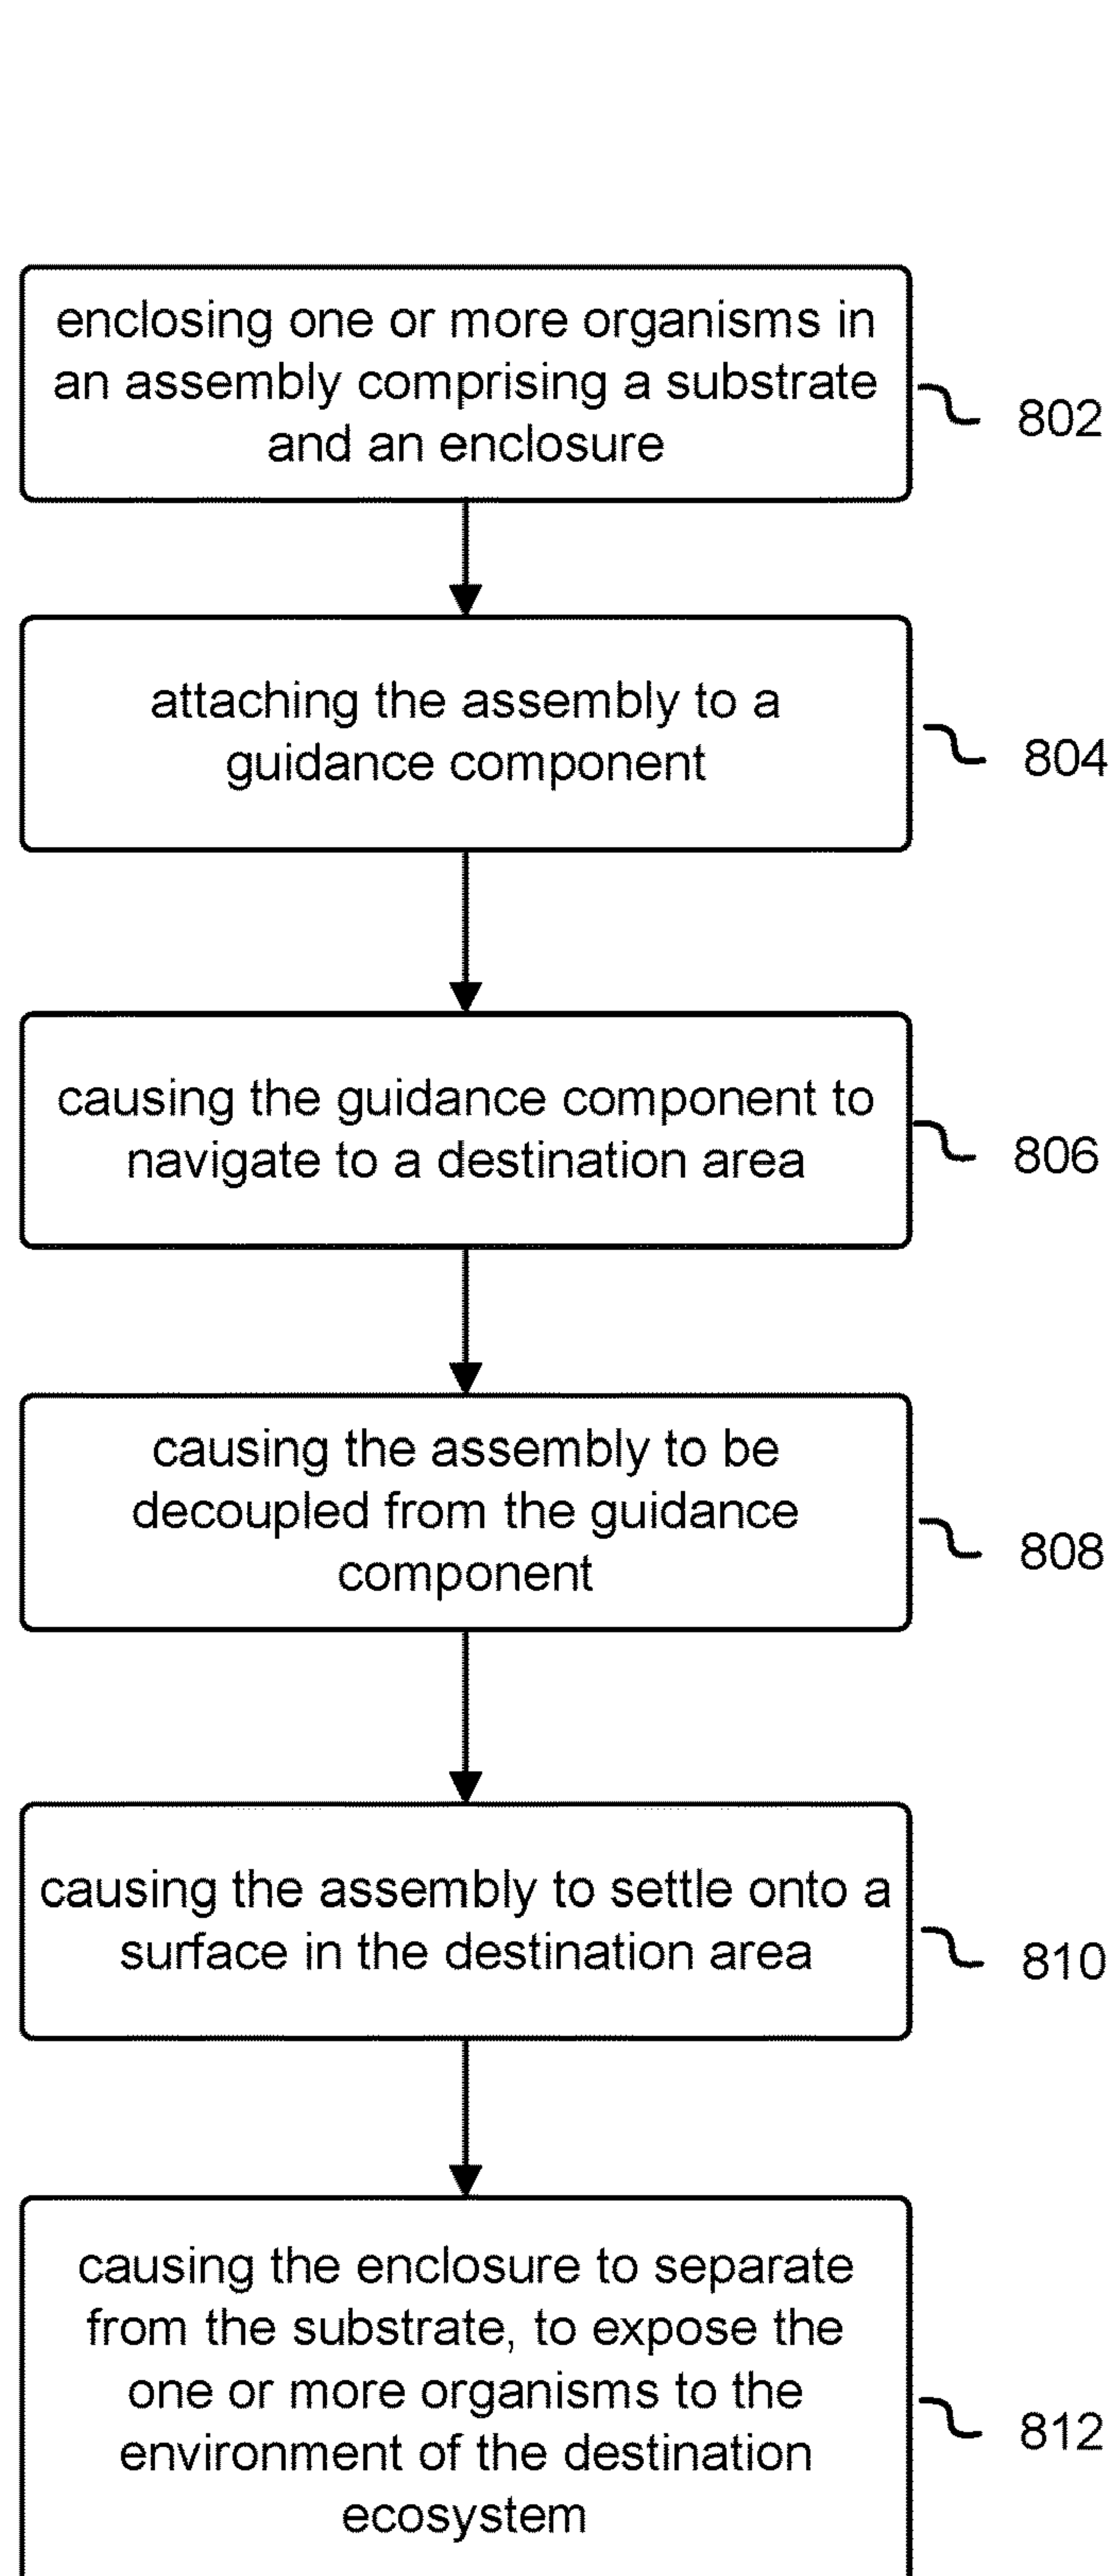 enclosing one or more organisms in
an assembly comprising a substrate
and an enclosure
802
attaching the assembly to a
guidance component
804
causing the guidance component to
navigate to a destination area
806
causing the assembly to be
decoupled from the guidance
component
808
causing the assembly to settle onto a
surface in the destination area
810
causing the enclosure to separate
from the substrate, to expose the
one or more organisms to the
environment of the destination
ecosystem
812